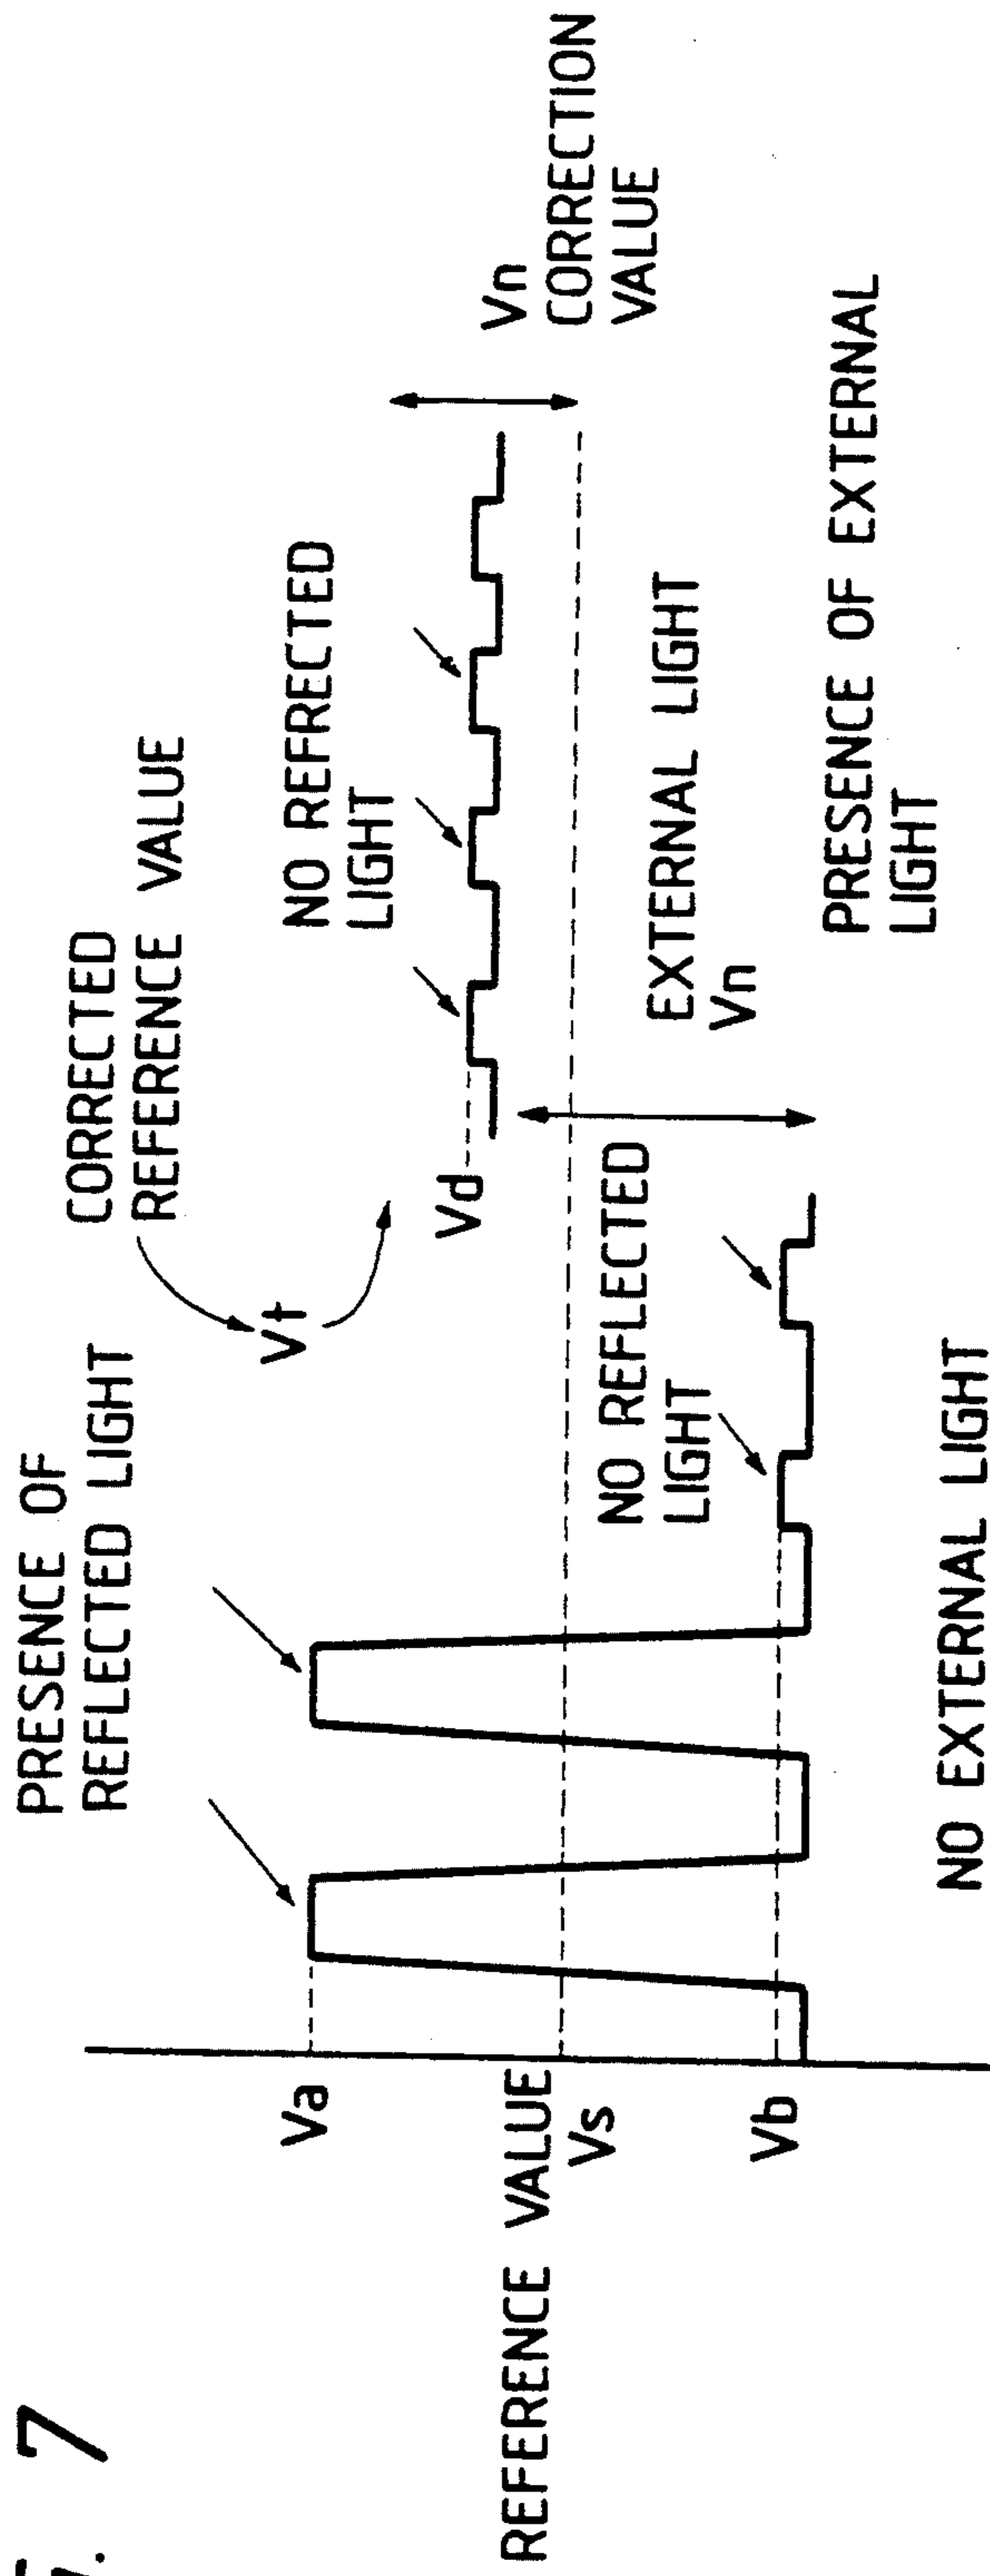 7
PRESENCE OF
REFLECTED LIGHT
CORRECTED
REFERENCE VALUE
Vt
NO REFRECTED
LIGHT
Va
REFERENCE VALUE
Vs
Vb
Vd
Vn
CORRECTION
VALUE
NO REFLECTED
LIGHT
EXTERNAL LIGHT
Vn
NO EXTERNAL LIGHT
PRESENCE OF EXTERNAL
LIGHT